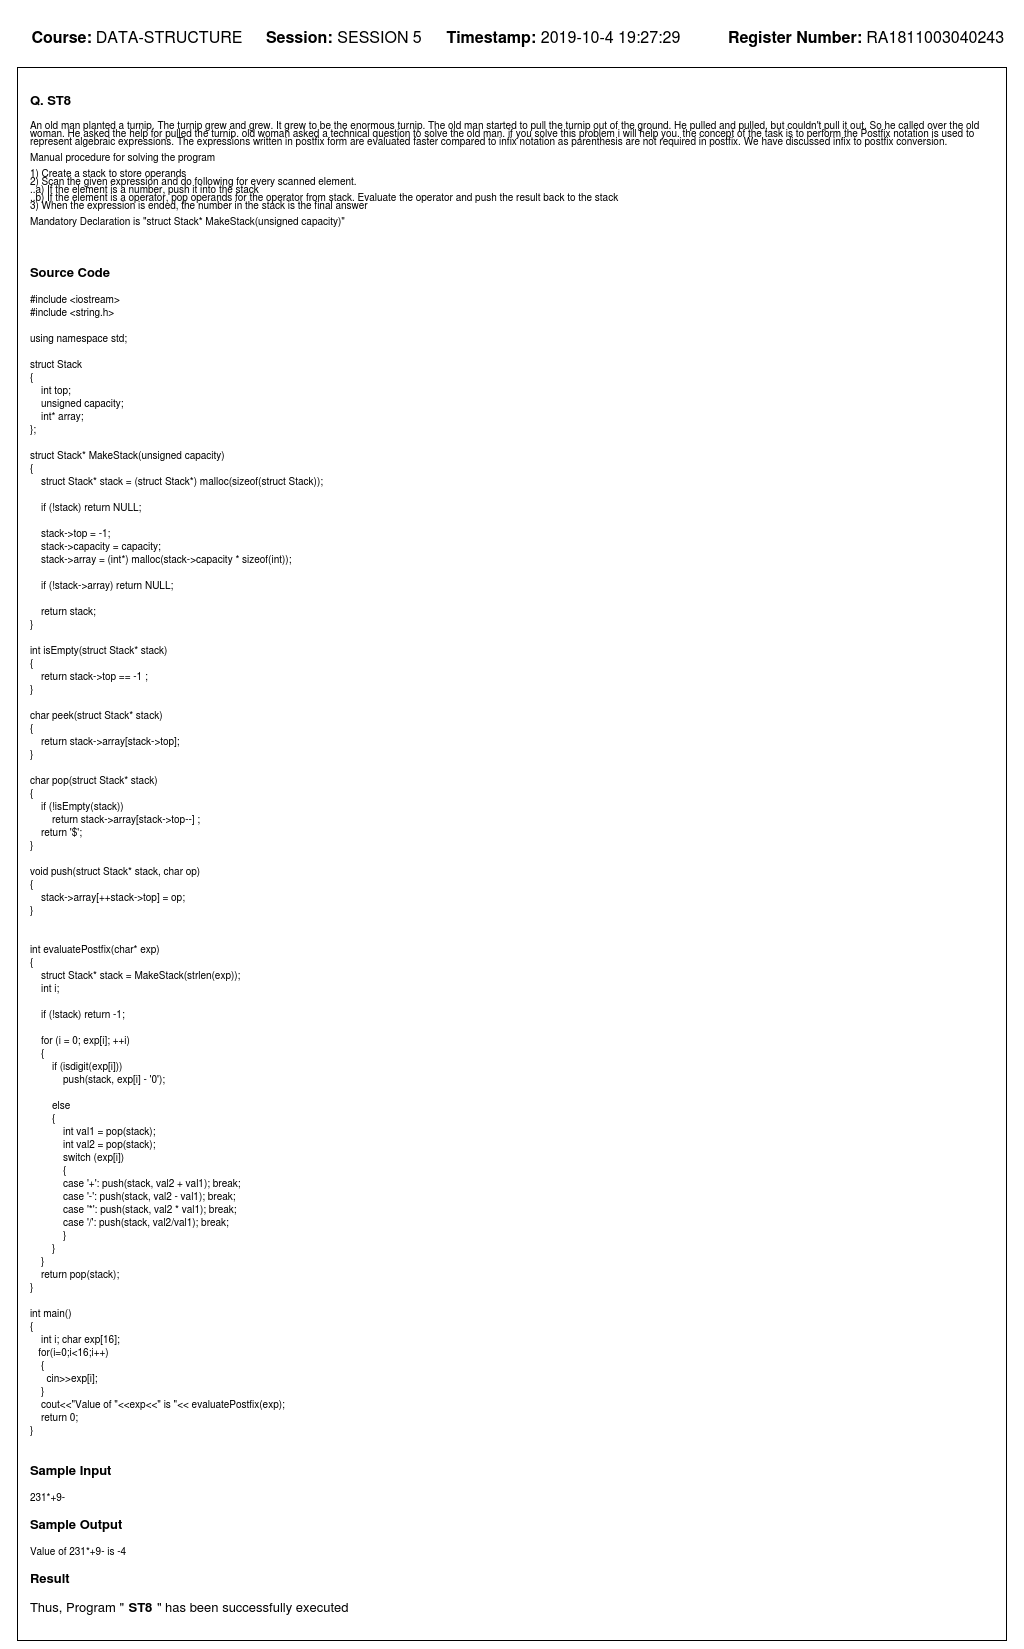 Course: DATA-STRUCTURE Session: SESSION 5 Timestamp: 2019-10-4 19:27:29 Register Number: RA1811003040243
Q. ST8
An old man planted a turnip. The turnip grew and grew. It grew to be the enormous turnip. The old man started to pull the turnip out of the ground. He pulled and pulled, but couldn't pull it out. So he called over the old
woman. He asked the help for pulled the turnip. old woman asked a technical question to solve the old man. if you solve this problem i will help you. the concept of the task is to perform the Postfix notation is used to
represent algebraic expressions. The expressions written in postfix form are evaluated faster compared to infix notation as parenthesis are not required in postfix. We have discussed infix to postfix conversion.
Manual procedure for solving the program
1) Create a stack to store operands
2) Scan the given expression and do following for every scanned element.
..a) If the element is a number, push it into the stack
..b) If the element is a operator, pop operands for the operator from stack. Evaluate the operator and push the result back to the stack
3) When the expression is ended, the number in the stack is the final answer
Mandatory Declaration is "struct Stack* MakeStack(unsigned capacity)"
Source Code
#include <iostream>
#include <string.h>
using namespace std;
struct Stack
{
int top;
unsigned capacity;
int* array;
};
struct Stack* MakeStack(unsigned capacity)
{
struct Stack* stack = (struct Stack*) malloc(sizeof(struct Stack));
if (!stack) return NULL;
stack->top = -1;
stack->capacity = capacity;
stack->array = (int*) malloc(stack->capacity * sizeof(int));
if (!stack->array) return NULL;
return stack;
}
int isEmpty(struct Stack* stack)
{
return stack->top == -1 ;
}
char peek(struct Stack* stack)
{
return stack->array[stack->top];
}
char pop(struct Stack* stack)
{
if (!isEmpty(stack))
return stack->array[stack->top--] ;
return '$';
}
void push(struct Stack* stack, char op)
{
stack->array[++stack->top] = op;
}
int evaluatePostfix(char* exp)
{
struct Stack* stack = MakeStack(strlen(exp));
int i;
if (!stack) return -1;
for (i = 0; exp[i]; ++i)
{
if (isdigit(exp[i]))
push(stack, exp[i] - '0');
else
{
int val1 = pop(stack);
int val2 = pop(stack);
switch (exp[i])
{
case '+': push(stack, val2 + val1); break;
case '-': push(stack, val2 - val1); break;
case '*': push(stack, val2 * val1); break;
case '/': push(stack, val2/val1); break;
}
}
}
return pop(stack);
}
int main()
{
int i; char exp[16];
for(i=0;i<16;i++)
{
cin>>exp[i];
}
cout<<"Value of "<<exp<<" is "<< evaluatePostfix(exp);
return 0;
}
Sample Input
231*+9-
Sample Output
Value of 231*+9- is -4
Result
Thus, Program " ST8 " has been successfully executed